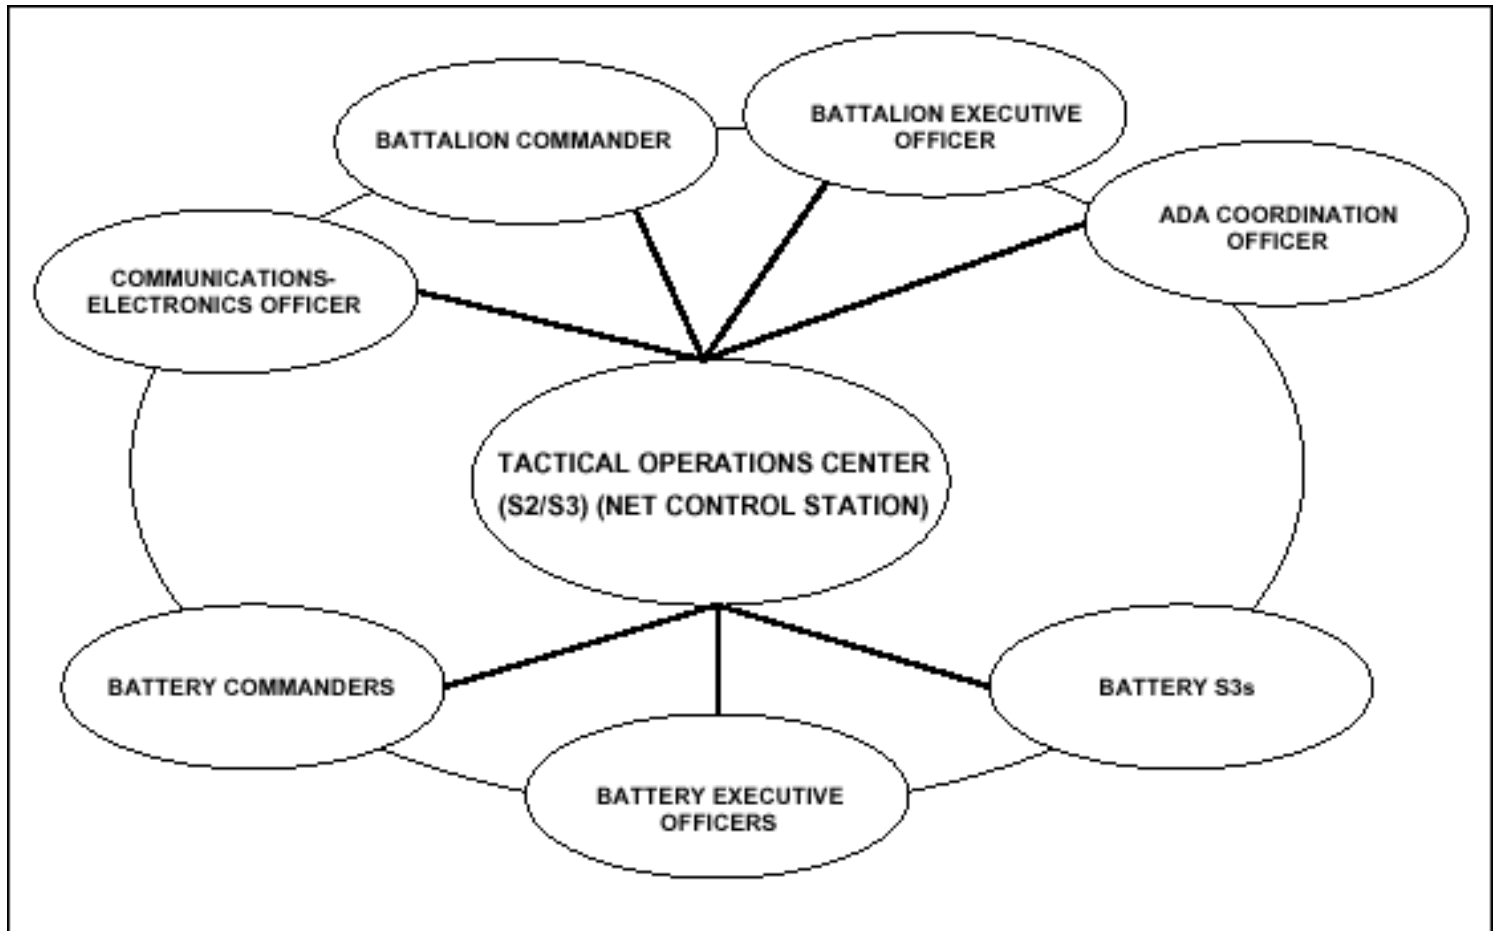 BATTALION EXECUTIVE
OFFICER
BATTALION COMMANDER
ADA COORDINATION
OFFICER
COMMUNICATIONS-
ELECTRONICS OFFICER
TACTICAL OPERATIONS CENTER
(S2/S3) (NET CONTROL STATION)
BATTERY COMMANDERS
BATTERY S3s
BATTERY EXECUTIVE
OFFICERS